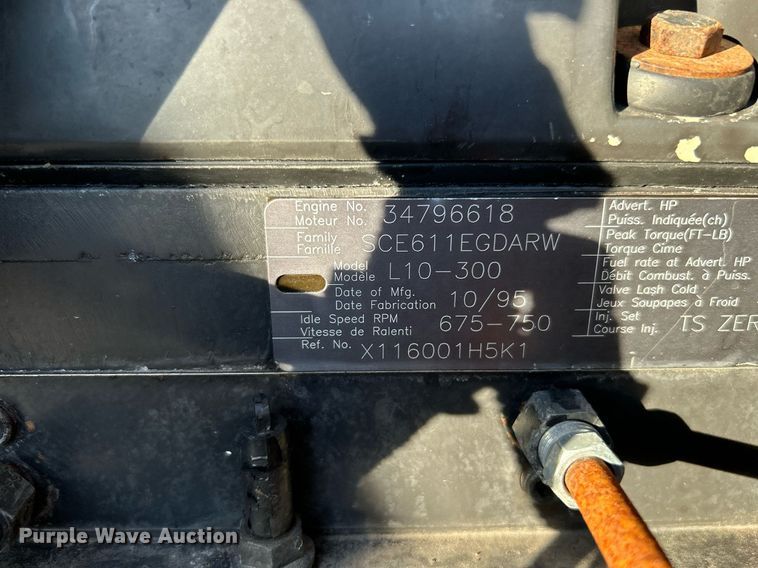 Engine No.
Moteur No. 34796618
Family
Famille SCE611EGDARW
Model
Modèle L10-300
Date of Mfg.
Date Fabrication 10/95
Idle Speed RPM
Vitesse de Ralenti 675-750
Ref. No. X116001H5K1
Advert. HP
Puiss. Indiquée(ch)
Peak Torque(FT-LB)
Torque Cime
Fuel rate at Advert. HP
Débit Combust. à Puiss.
Valve Lash Cold
Jeux Soupapes à Froid
Inj. Set
Course Inj. TS ZER
Purple Wave Auction
Purple Wave Auction